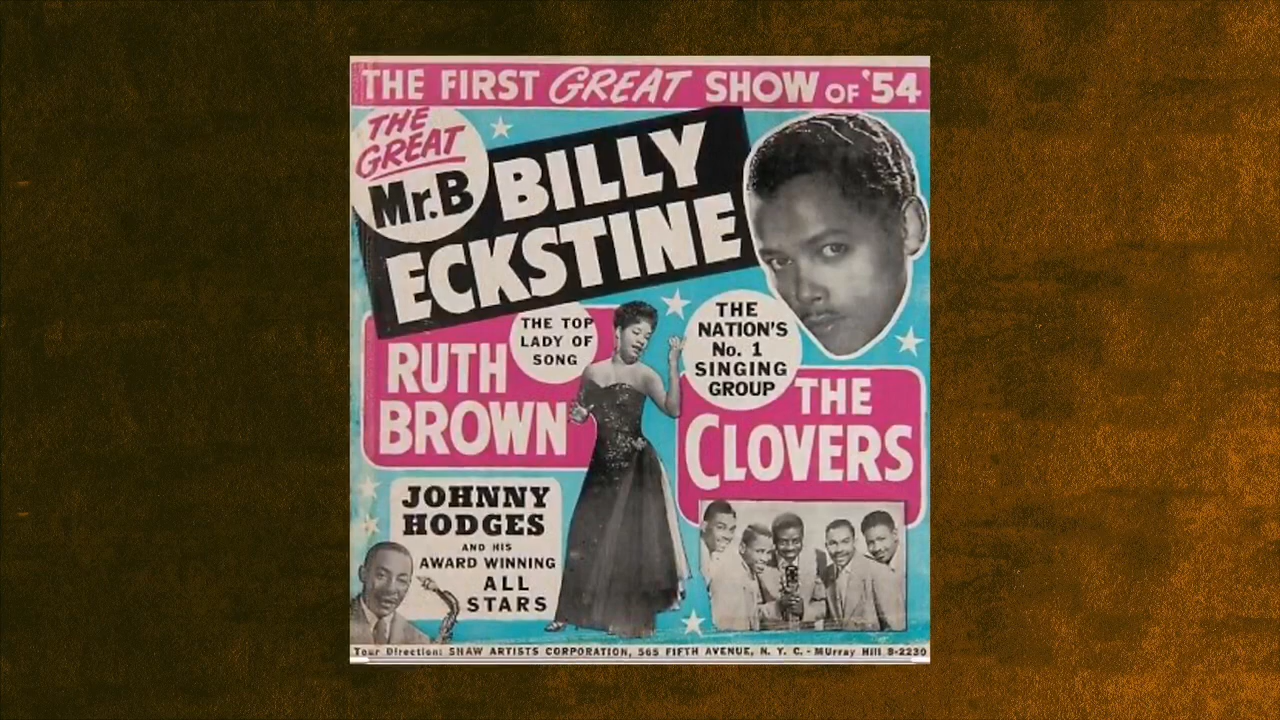 THE FIRST GREAT SHOW OF '54
THE
GREAT
Mr. B
BILLY
ECKSTINE
THE TOP
LADY OF
SONG
RUTH
BROWN
THE
NATION'S
No. 1
SINGING
GROUP
THE
CLOVERS
JOHNNY
HODGES
AND HIS
AWARD WINNING
ALL
STARS
Tour Direction: SHAW ARTISTS CORPORATION, 565 FIFTH AVENUE, N. Y. C. - MUrray Hill 8-2230